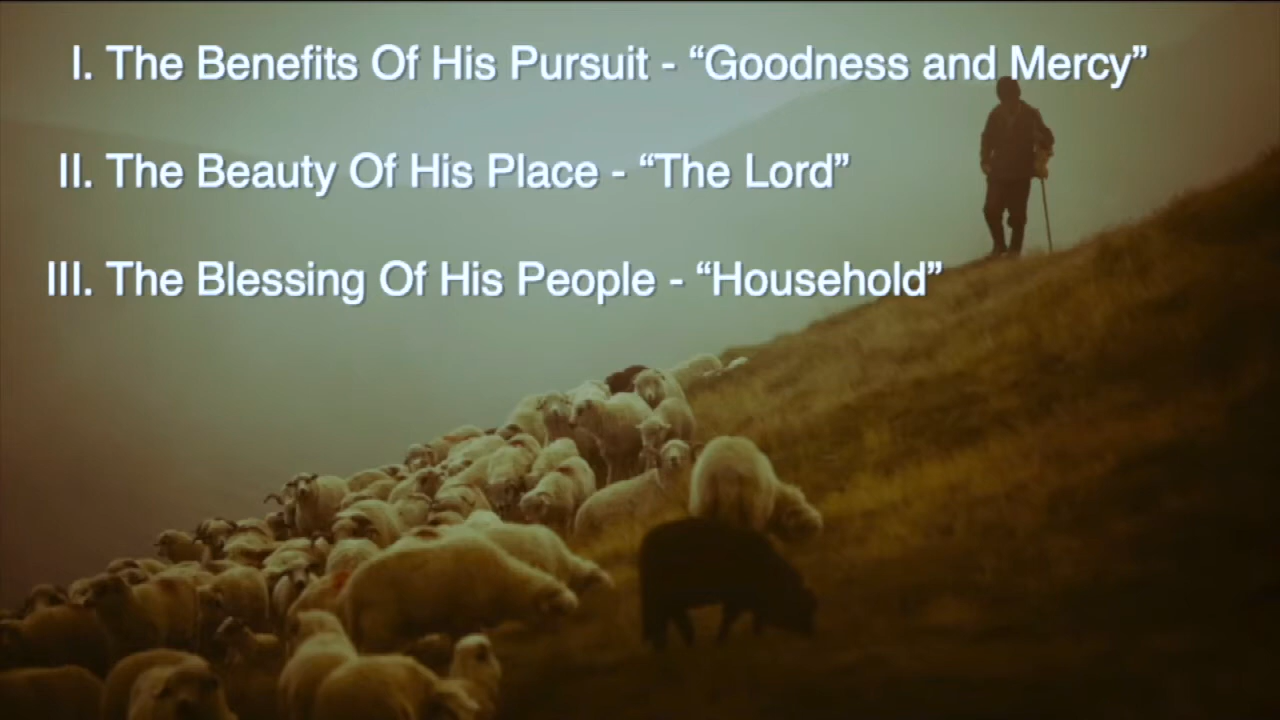 I. The Benefits Of His Pursuit - “Goodness and Mercy”
II. The Beauty Of His Place - “The Lord”
III. The Blessing Of His People - “Household”